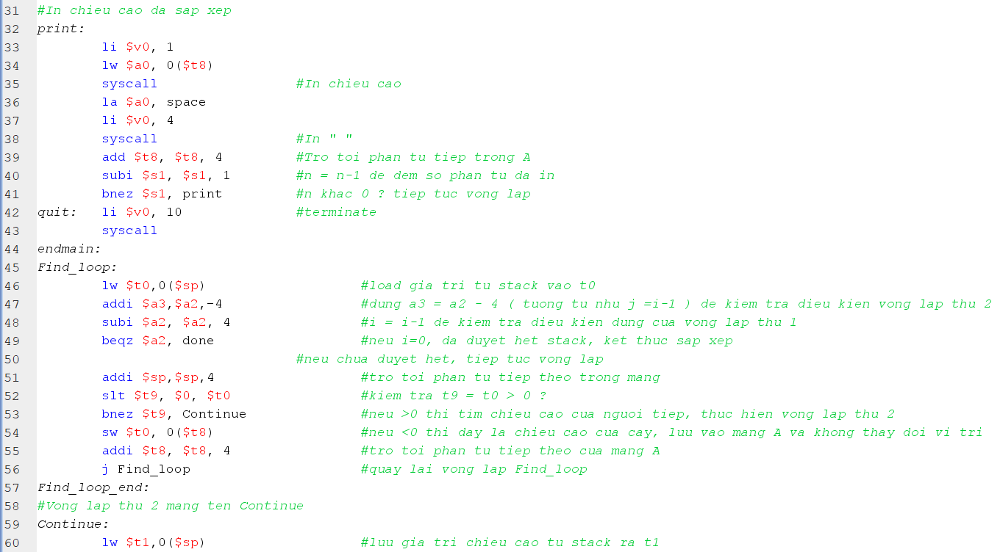 31 #In chieu cao da sap xep
32 print:
33 li $v0, 1
34 lw $a0, 0($t8)
35 syscall #In chieu cao
36 la $a0, space
37 li $v0, 4
38 syscall #In " "
39 add $t8, $t8, 4 #Tro toi phan tu tiep trong A
40 subi $s1, $s1, 1 #n = n-1 de dem so phan tu da in
41 bnez $s1, print #n khac 0 ? tiep tuc vong lap
42 quit: li $v0, 10 #terminate
43 syscall
44 endmain:
45 Find_loop:
46 lw $t0,0($sp) #load gia tri tu stack vao t0
47 addi $a3,$a2,-4 #dung a3 = a2 - 4 ( tuong tu nhu j =i-1 ) de kiem tra dieu kien vong lap thu 2
48 subi $a2, $a2, 4 #i = i-1 de kiem tra dieu kien dung cua vong lap thu 1
49 beqz $a2, done #neu i=0, da duyet het stack, ket thuc sap xep
50 #neu chua duyet het, tiep tuc vong lap
51 addi $sp,$sp,4 #tro toi phan tu tiep theo trong mang
52 slt $t9, $0, $t0 #kiem tra t9 = t0 > 0 ?
53 bnez $t9, Continue #neu >0 thi tim chieu cao cua nguoi tiep, thuc hien vong lap thu 2
54 sw $t0, 0($t8) #neu <0 thi day la chieu cao cua cay, luu vao mang A va khong thay doi vi tri
55 addi $t8, $t8, 4 #tro toi phan tu tiep theo cua mang A
56 j Find_loop #quay lai vong lap Find_loop
57 Find_loop_end:
58 #Vong lap thu 2 mang ten Continue
59 Continue:
60 lw $t1,0($sp) #luu gia tri chieu cao tu stack ra t1